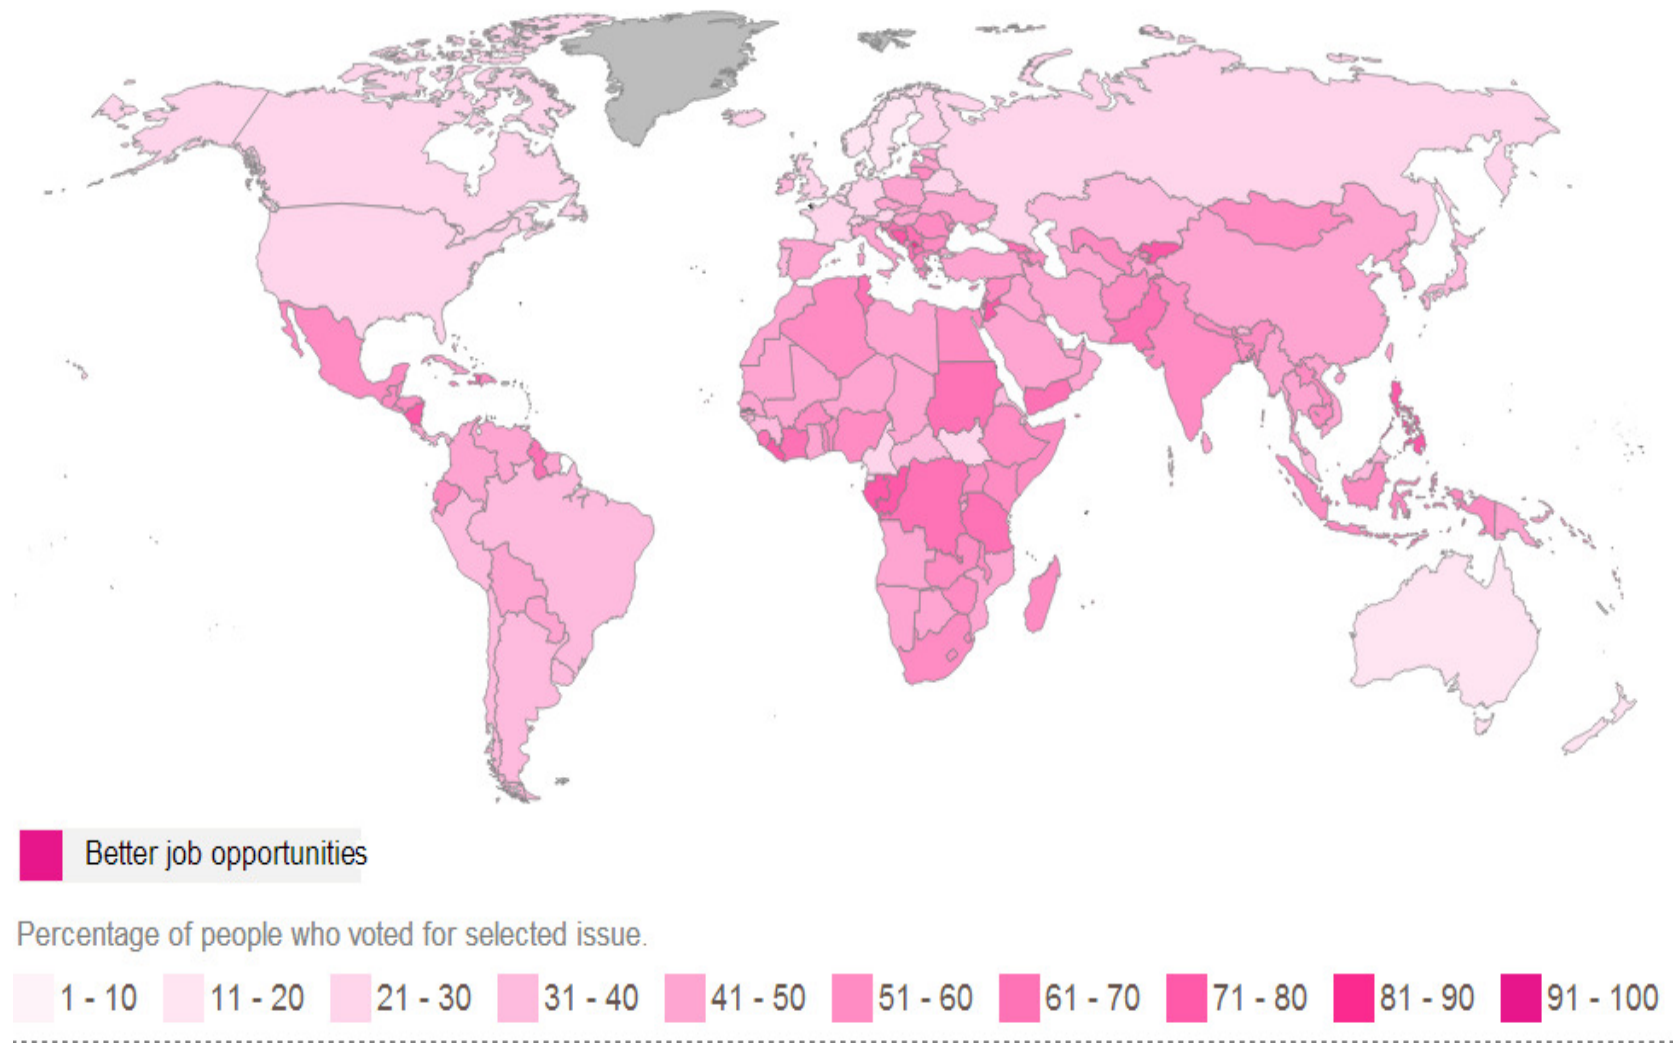 Better job opportunities
Percentage of people who voted for selected issue.
1 - 10 11 - 20 21 - 30 31 - 40 41 - 50 51 - 60 61 - 70 71 - 80 81 - 90 91 - 100